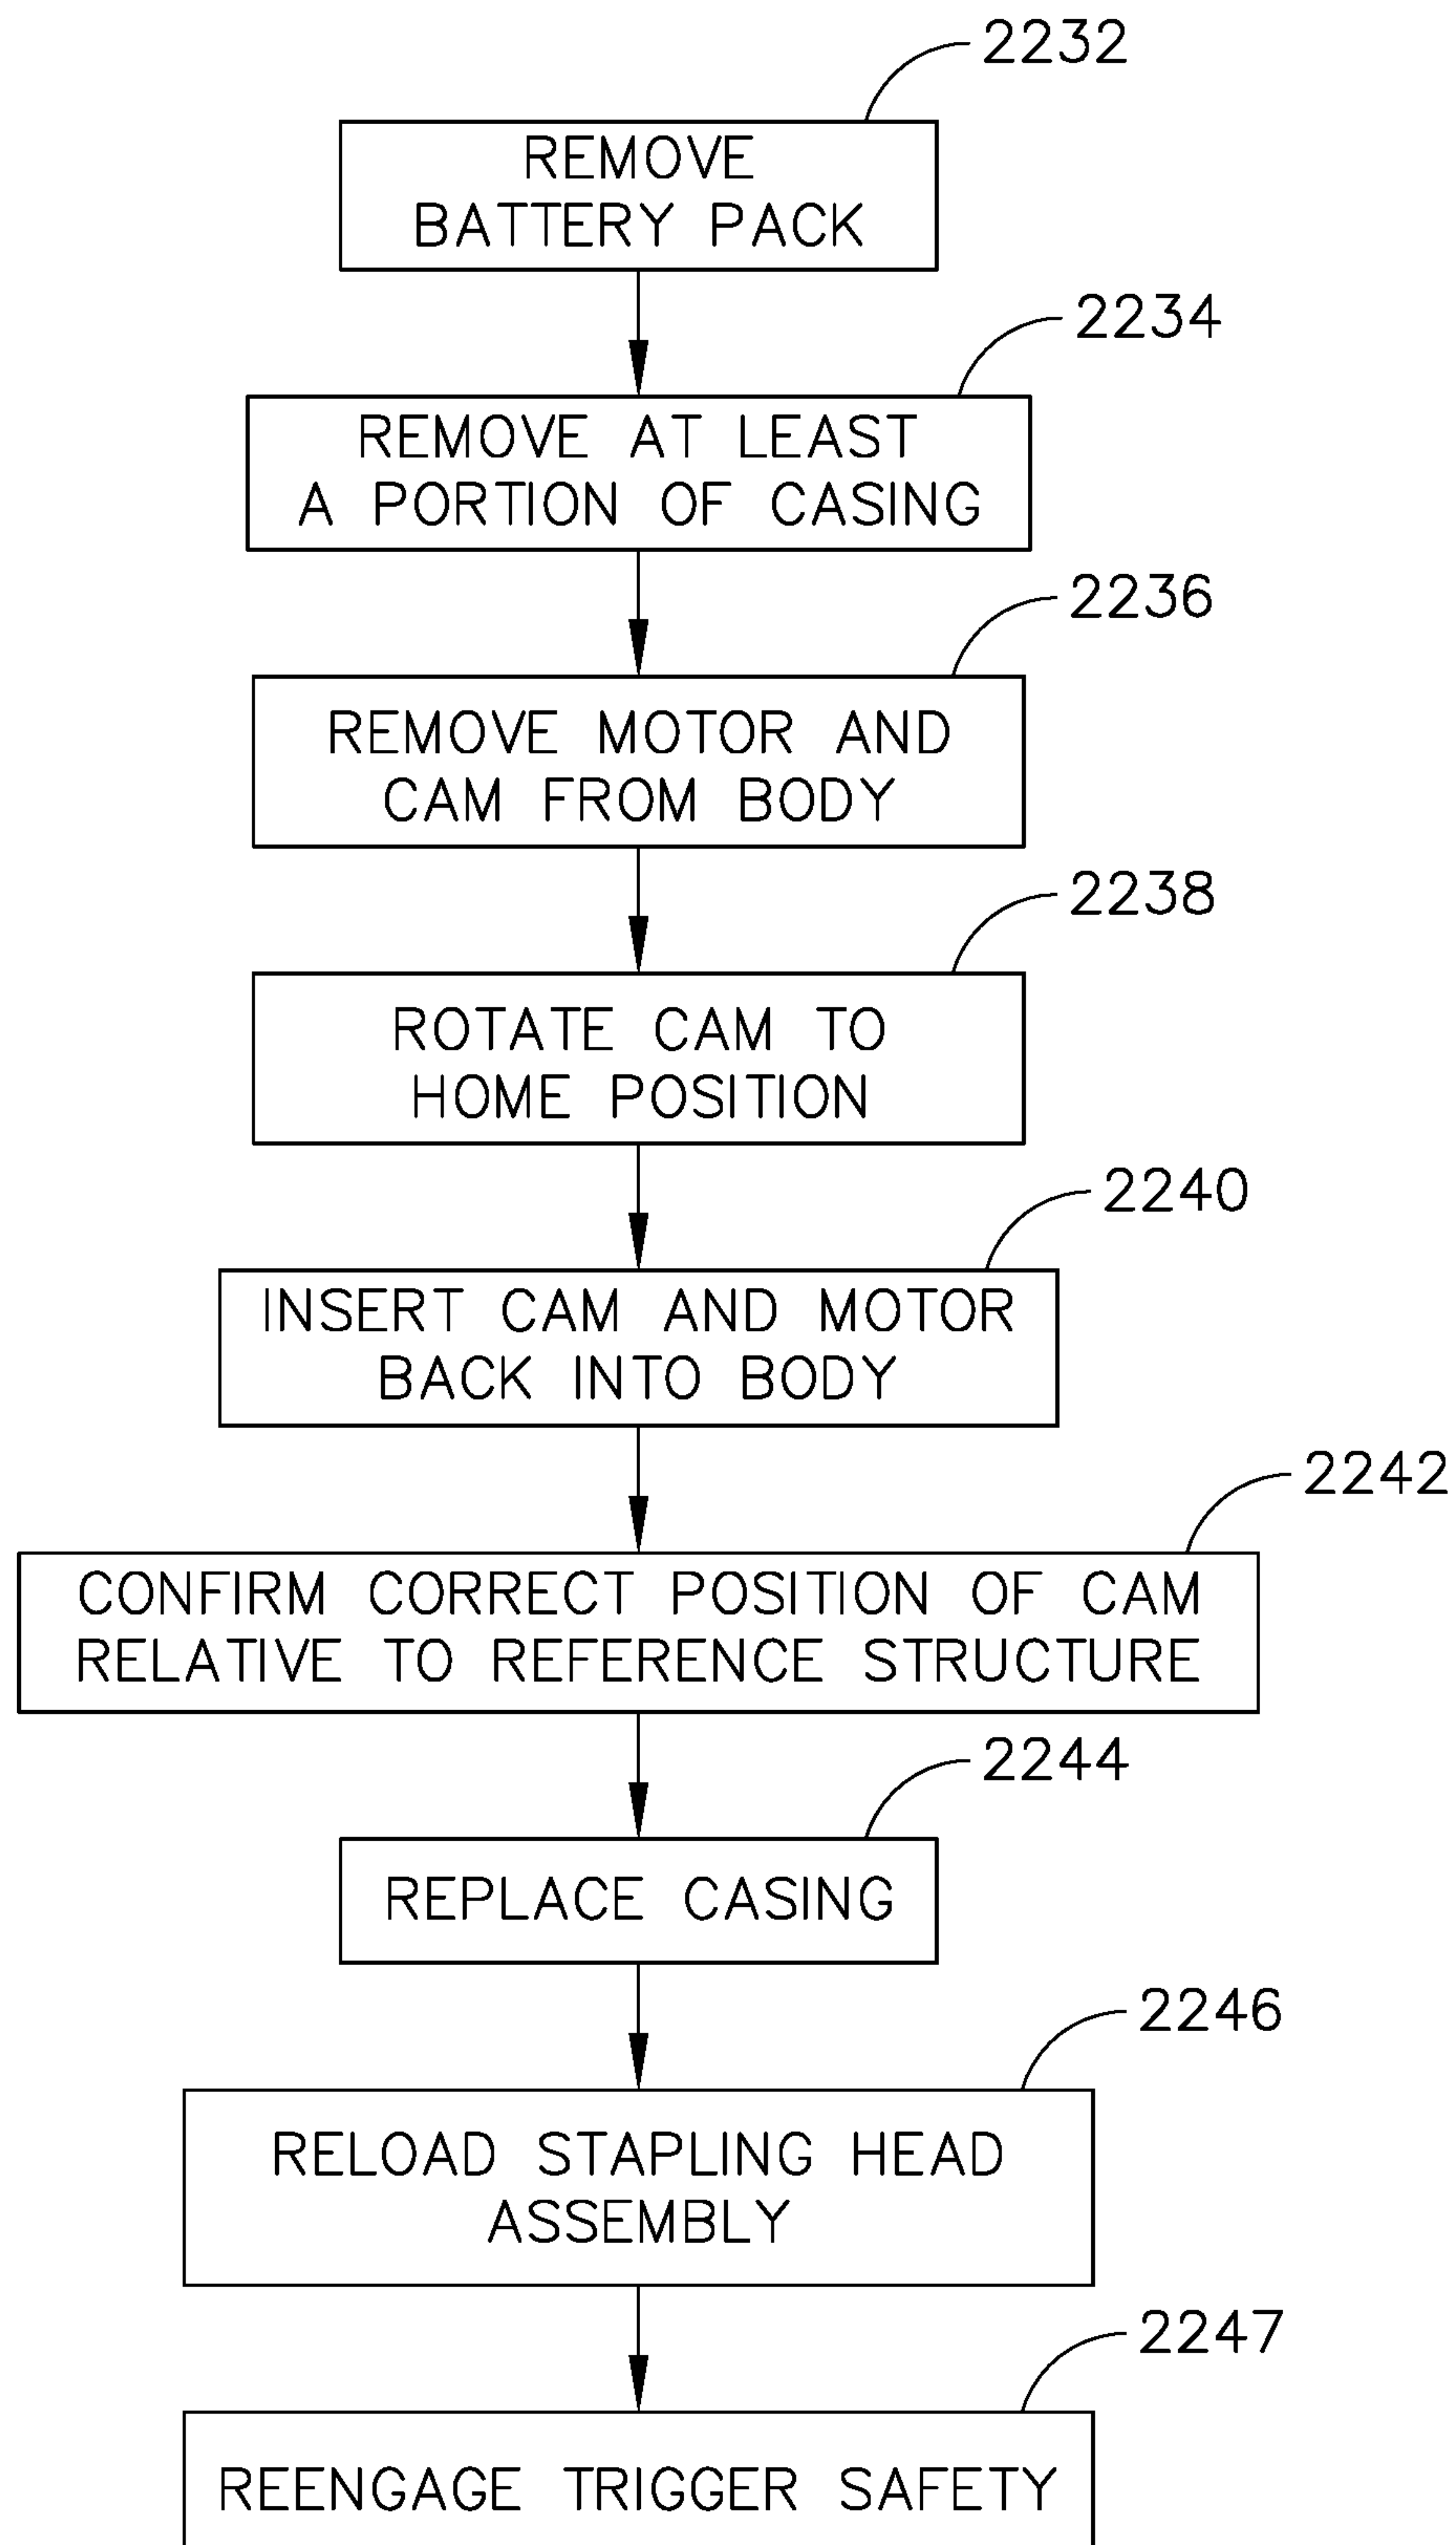 2232
REMOVE
BATTERY PACK
2234
REMOVE AT LEAST
A PORTION OF CASING
2236
REMOVE MOTOR AND
CAM FROM BODY
2238
ROTATE CAM TO
HOME POSITION
2240
INSERT CAM AND MOTOR
BACK INTO BODY
2242
CONFIRM CORRECT POSITION OF CAM
RELATIVE TO REFERENCE STRUCTURE
2244
REPLACE CASING
2246
RELOAD STAPLING HEAD
ASSEMBLY
2247
REENGAGE TRIGGER SAFETY